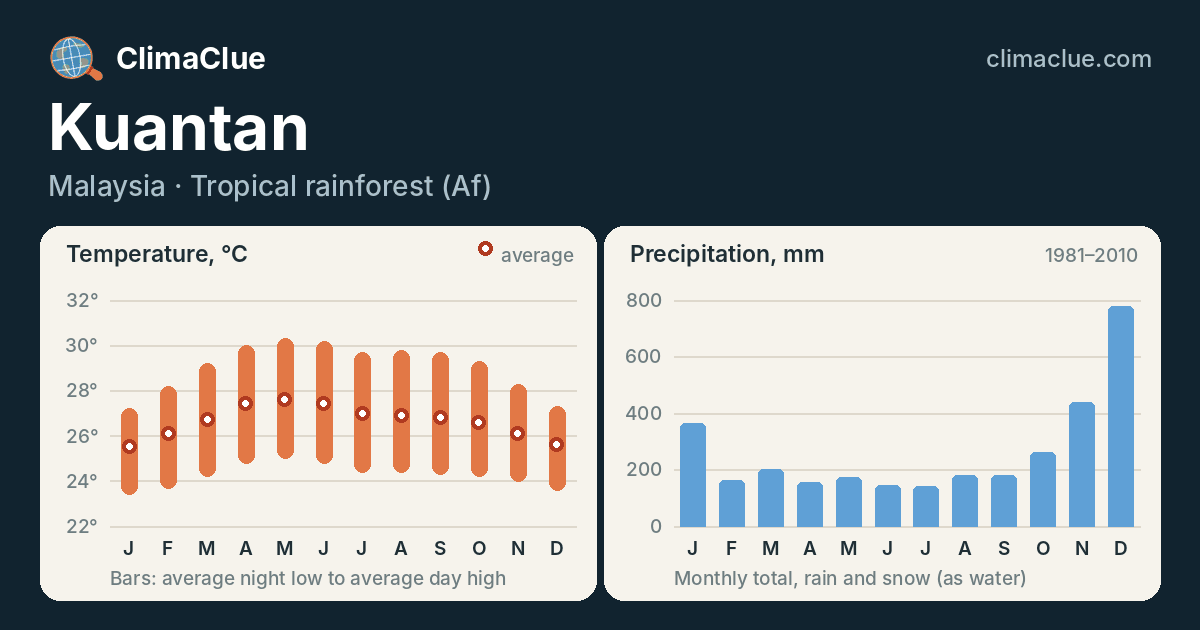 ClimaClue
climaclue.com
Kuantan
Malaysia · Tropical rainforest (Af)
Temperature, °C
average
32°
30°
28°
26°
24°
22°
J F M A M J J A S O N D
Bars: average night low to average day high
Precipitation, mm
1981–2010
800
600
400
200
0
J F M A M J J A S O N D
Monthly total, rain and snow (as water)